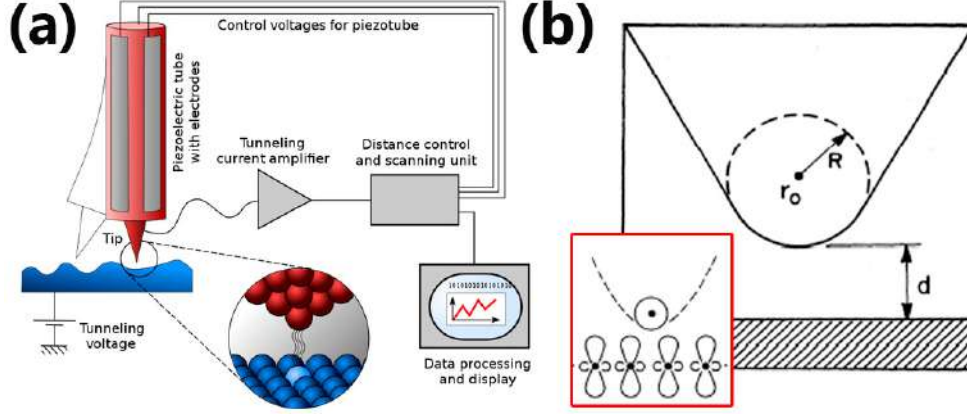 (a)
Control voltages for piezotube
Piezoelectric tube
with electrodes
Tunneling
current amplifier
Distance control
and scanning unit
Tip
Tunneling
voltage
10101010101010
Data processing
and display
(b)
R
r₀
d